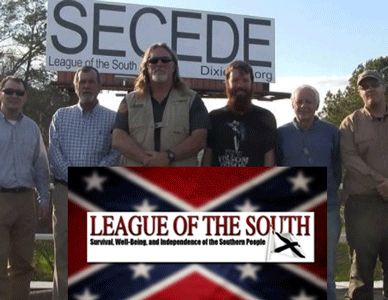 SECEDE
League of the South
Dixie org
LEAGUE OF THE SOUTH
Survival, Well-Being, and Independence of the Southern People